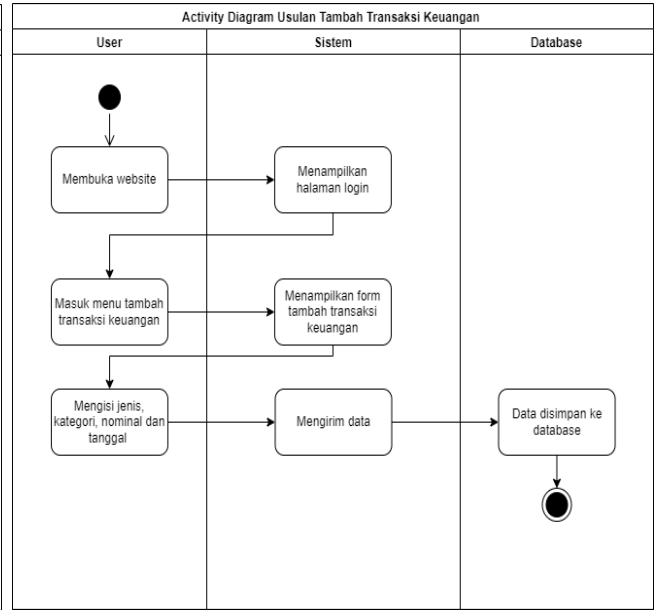 Activity Diagram Usulan Tambah Transaksi Keuangan
User
Sistem
Database
Membuka website
Menampilkan
halaman login
Masuk menu tambah
transaksi keuangan
Menampilkan form
tambah transaksi
keuangan
Mengisi jenis,
kategori, nominal dan
tanggal
Mengirim data
Data disimpan ke
database